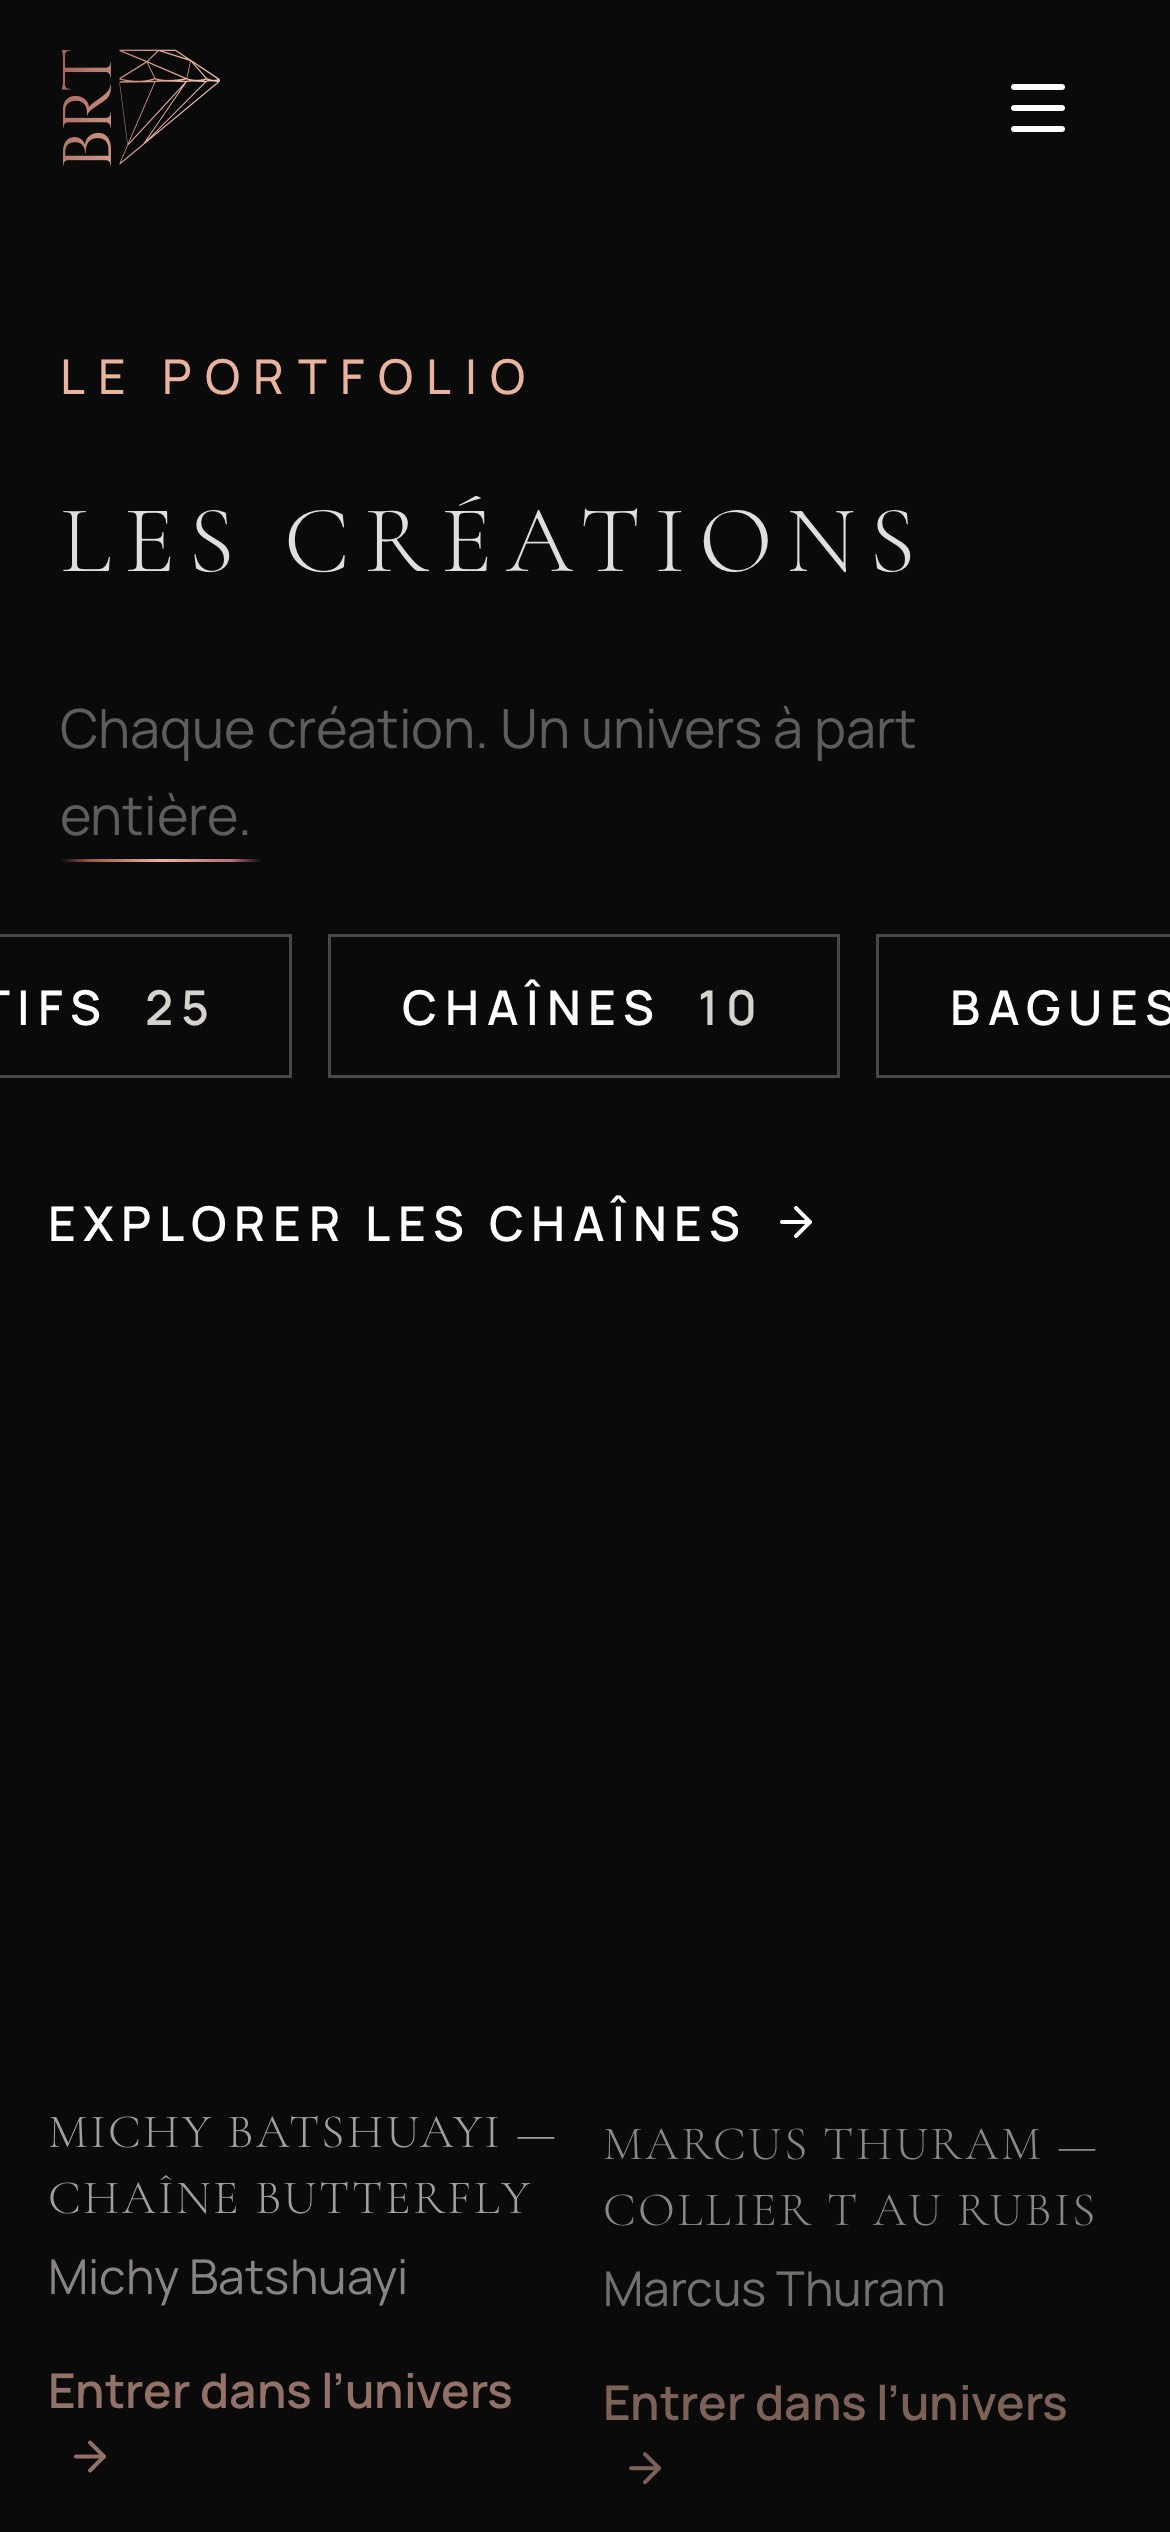 BRT
LE PORTFOLIO
LES CRÉATIONS
Chaque création. Un univers à part
entière.
TIFS 25
CHAÎNES 10
BAGUES
EXPLORER LES CHAÎNES →
MICHY BATSHUAYI —
CHAÎNE BUTTERFLY
Michy Batshuayi
Entrer dans l’univers
→
MARCUS THURAM —
COLLIER T AU RUBIS
Marcus Thuram
Entrer dans l’univers
→